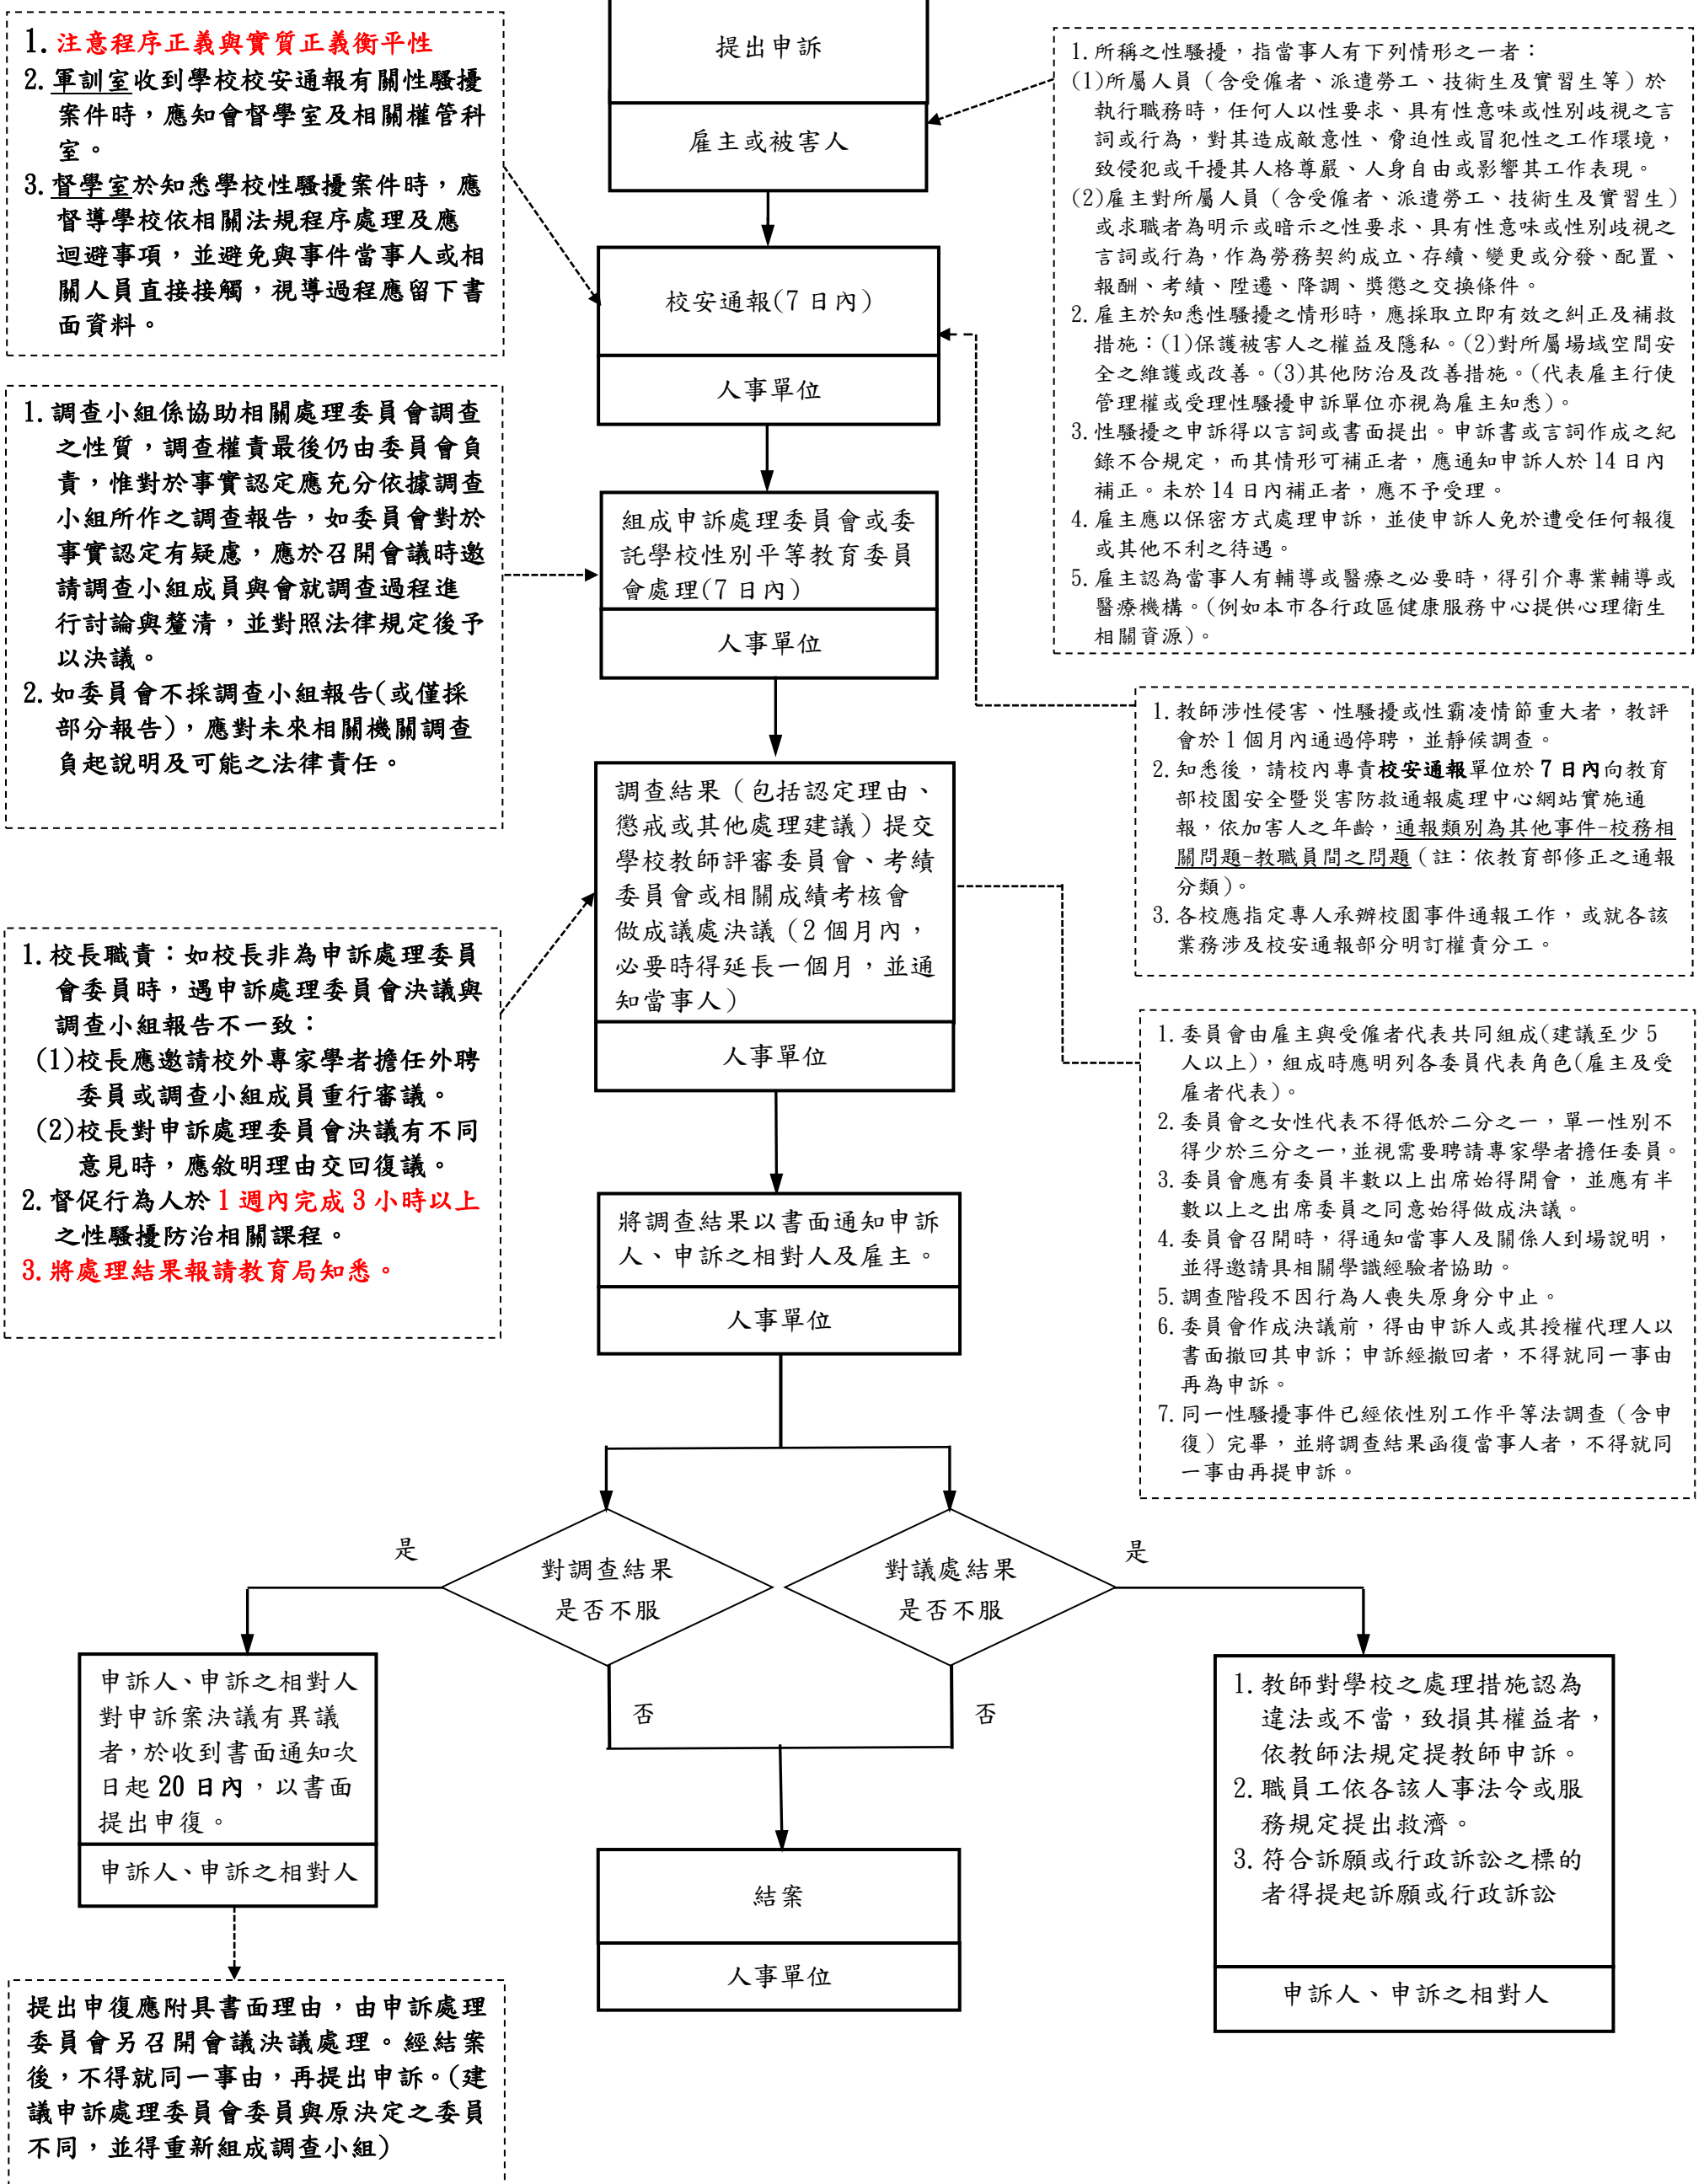 提出申訴
雇主或被害人
1.注意程序正義與實質正義衡平性
2.軍訓室收到學校校安通報有關性騷擾
案件時，應知會督學室及相關權管科
室。
3.督學室於知悉學校性騷擾案件時，應
督導學校依相關法規程序處理及應
迴避事項，並避免與事件當事人或相
關人員直接接觸，視導過程應留下書
面資料。
1.所稱之性騷擾，指當事人有下列情形之一者：
(1)所屬人員（含受僱者、派遣勞工、技術生及實習生等）於
執行職務時，任何人以性要求、具有性意味或性別歧視之言
詞或行為，對其造成敵意性、脅迫性或冒犯性之工作環境，
致侵犯或干擾其人格尊嚴、人身自由或影響其工作表現。
(2)雇主對所屬人員（含受僱者、派遣勞工、技術生及實習生）
或求職者為明示或暗示之性要求、具有性意味或性別歧視之
言詞或行為，作為勞務契約成立、存續、變更或分發、配置、
報酬、考績、陞遷、降調、獎懲之交換條件。
2.雇主於知悉性騷擾之情形時，應採取立即有效之糾正及補救
措施：(1)保護被害人之權益及隱私。(2)對所屬場域空間安
全之維護或改善。(3)其他防治及改善措施。(代表雇主行使
管理權或受理性騷擾申訴單位亦視為雇主知悉)。
3.性騷擾之申訴得以言詞或書面提出。申訴書或言詞作成之紀
錄不合規定，而其情形可補正者，應通知申訴人於 14 日內
補正。未於 14 日內補正者，應不予受理。
4.雇主應以保密方式處理申訴，並使申訴人免於遭受任何報復
或其他不利之待遇。
5.雇主認為當事人有輔導或醫療之必要時，得引介專業輔導或
醫療機構。(例如本市各行政區健康服務中心提供心理衛生
相關資源)。
校安通報(7 日內)
人事單位
1.調查小組係協助相關處理委員會調查
之性質，調查權責最後仍由委員會負
責，惟對於事實認定應充分依據調查
小組所作之調查報告，如委員會對於
事實認定有疑慮，應於召開會議時邀
請調查小組成員與會就調查過程進
行討論與釐清，並對照法律規定後予
以決議。
2.如委員會不採調查小組報告(或僅採
部分報告)，應對未來相關機關調查
負起說明及可能之法律責任。
組成申訴處理委員會或委
託學校性別平等教育委員
會處理(7 日內)
人事單位
1.教師涉性侵害、性騷擾或性霸凌情節重大者，教評
會於 1 個月內通過停聘，並靜候調查。
2.知悉後，請校內專責校安通報單位於 7 日內向教育
部校園安全暨災害防救通報處理中心網站實施通
報，依加害人之年齡，通報類別為其他事件-校務相
關問題-教職員間之問題（註：依教育部修正之通報
分類）。
3.各校應指定專人承辦校園事件通報工作，或就各該
業務涉及校安通報部分明訂權責分工。
調查結果（包括認定理由、
懲戒或其他處理建議）提交
學校教師評審委員會、考績
委員會或相關成績考核會
做成議處決議（2 個月內，
必要時得延長一個月，並通
知當事人）
人事單位
1.校長職責：如校長非為申訴處理委員
會委員時，遇申訴處理委員會決議與
調查小組報告不一致：
(1)校長應邀請校外專家學者擔任外聘
委員或調查小組成員重行審議。
(2)校長對申訴處理委員會決議有不同
意見時，應敘明理由交回復議。
2.督促行為人於 1 週內完成 3 小時以上
之性騷擾防治相關課程。
3.將處理結果報請教育局知悉。
1.委員會由雇主與受僱者代表共同組成(建議至少 5
人以上)，組成時應明列各委員代表角色(雇主及受
雇者代表)。
2.委員會之女性代表不得低於二分之一，單一性別不
得少於三分之一，並視需要聘請專家學者擔任委員。
3.委員會應有委員半數以上出席始得開會，並應有半
數以上之出席委員之同意始得做成決議。
4.委員會召開時，得通知當事人及關係人到場說明，
並得邀請具相關學識經驗者協助。
5.調查階段不因行為人喪失原身分中止。
6.委員會作成決議前，得由申訴人或其授權代理人以
書面撤回其申訴；申訴經撤回者，不得就同一事由
再為申訴。
7.同一性騷擾事件已經依性別工作平等法調查（含申
復）完畢，並將調查結果函復當事人者，不得就同
一事由再提申訴。
將調查結果以書面通知申訴
人、申訴之相對人及雇主。
人事單位
是
對調查結果
是否不服
對議處結果
是否不服
是
否
否
申訴人、申訴之相對人
對申訴案決議有異議
者，於收到書面通知次
日起 20 日內，以書面
提出申復。
申訴人、申訴之相對人
1.教師對學校之處理措施認為
違法或不當，致損其權益者，
依教師法規定提教師申訴。
2.職員工依各該人事法令或服
務規定提出救濟。
3.符合訴願或行政訴訟之標的
者得提起訴願或行政訴訟
申訴人、申訴之相對人
結案
人事單位
提出申復應附具書面理由，由申訴處理
委員會另召開會議決議處理。經結案
後，不得就同一事由，再提出申訴。(建
議申訴處理委員會委員與原決定之委員
不同，並得重新組成調查小組)